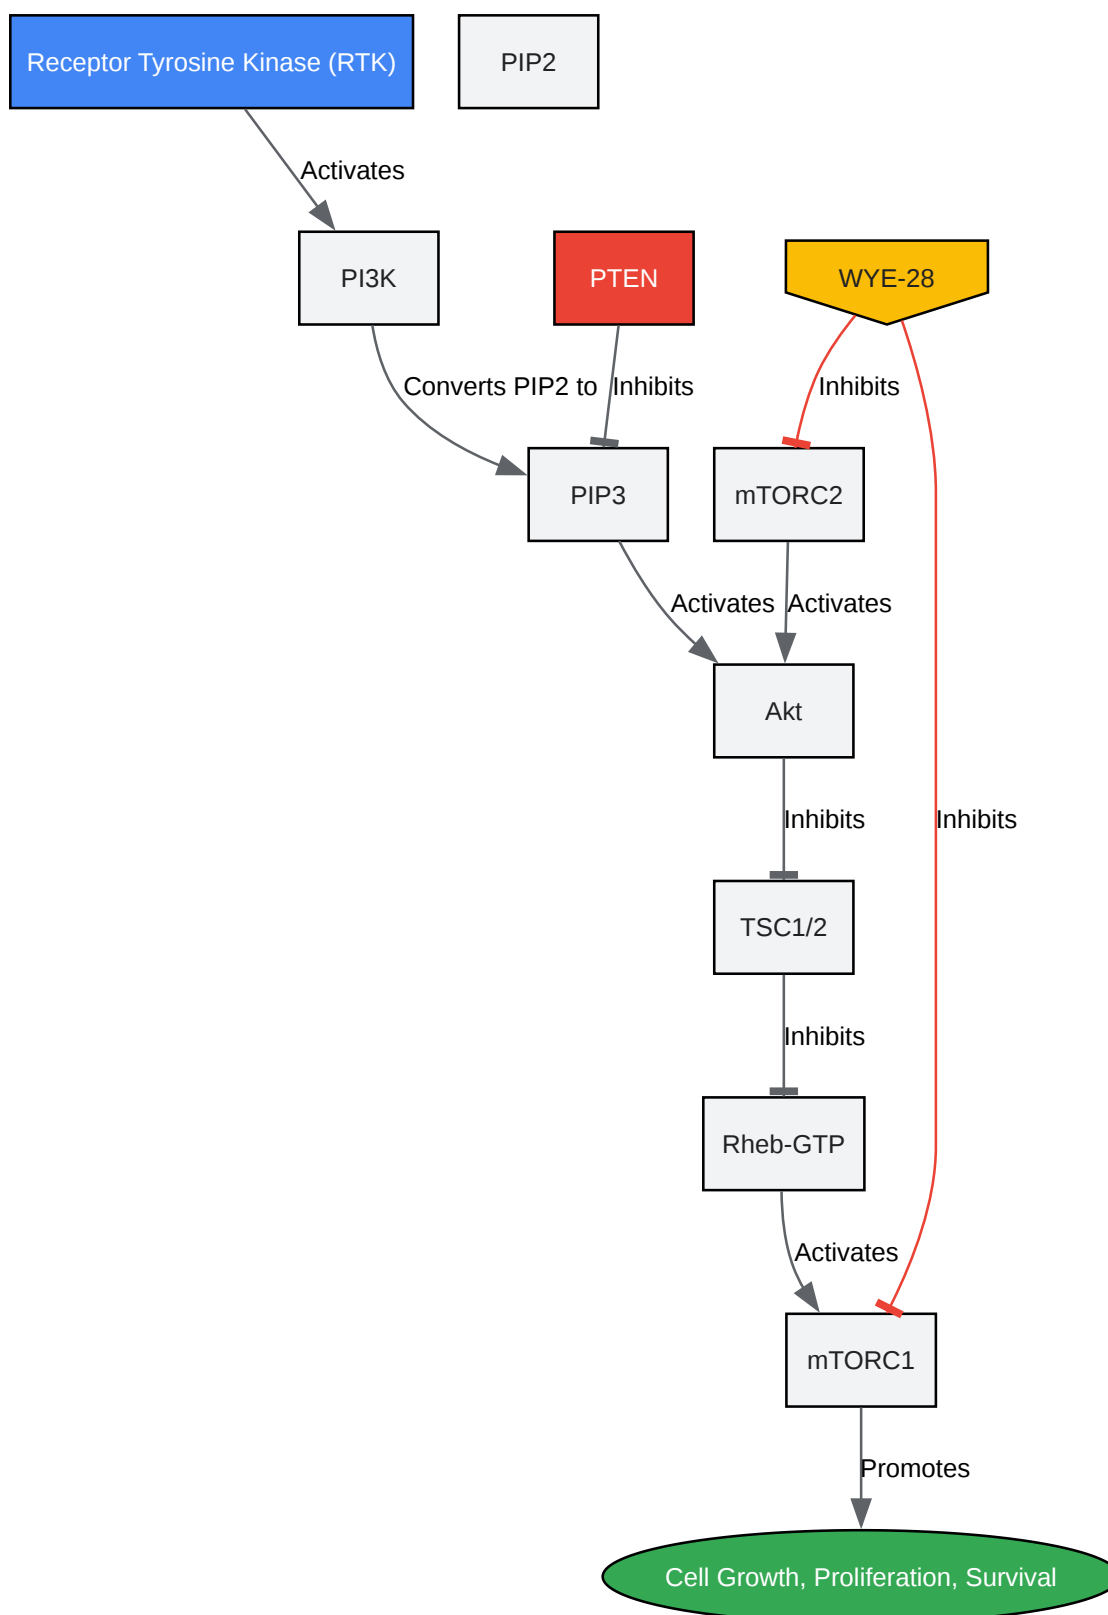 Receptor Tyrosine Kinase (RTK)
PIP2
Activates
PI3K
PTEN
WYE-28
Converts PIP2 to
Inhibits
Inhibits
PIP3
mTORC2
Activates
Activates
Akt
Inhibits
Inhibits
TSC1/2
Inhibits
Rheb-GTP
Activates
mTORC1
Promotes
Cell Growth, Proliferation, Survival